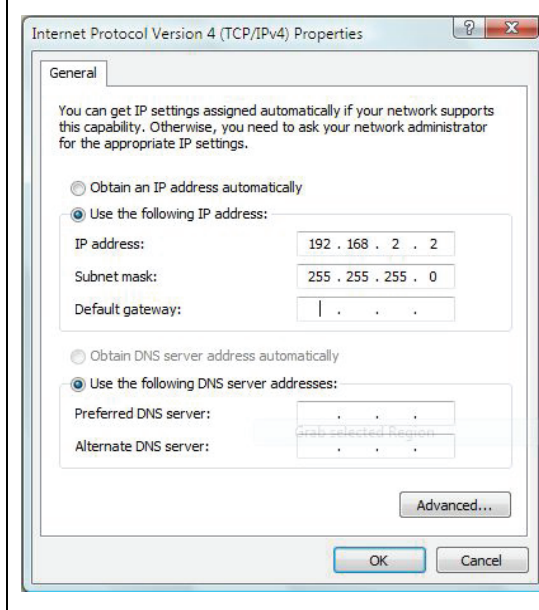 Internet Protocol Version 4 (TCP/IPv4) Properties
General
You can get IP settings assigned automatically if your network supports
this capability. Otherwise, you need to ask your network administrator
for the appropriate IP settings.
Obtain an IP address automatically
Use the following IP address:
IP address: 192 . 168 . 2 . 2
Subnet mask: 255 . 255 . 255 . 0
Default gateway: . . .
Obtain DNS server address automatically
Use the following DNS server addresses:
Preferred DNS server: . . .
Grab selected Region
Alternate DNS server: . . .
Advanced...
OK Cancel